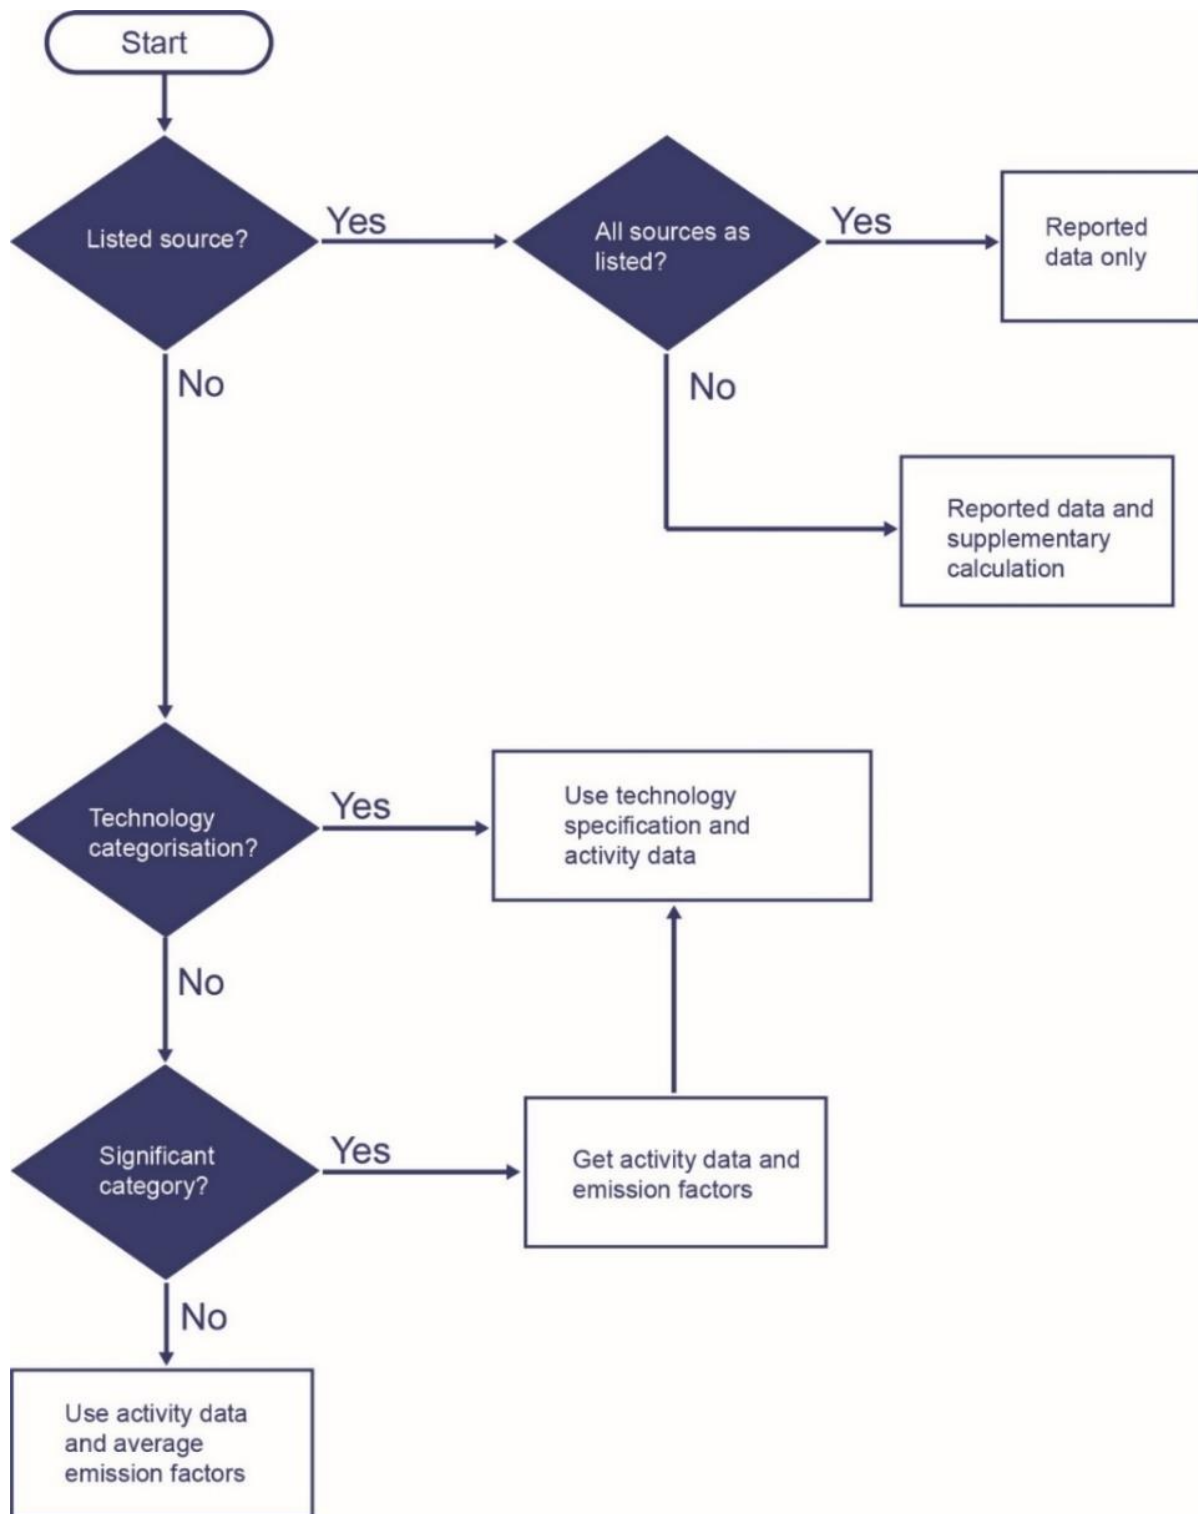 Start
Listed source?
Yes
All sources as
listed?
Yes
Reported
data only
No
No
Reported data and
supplementary
calculation
Technology
categorisation?
Yes
Use technology
specification and
activity data
No
Significant
category?
Yes
Get activity data and
emission factors
No
Use activity data
and average
emission factors